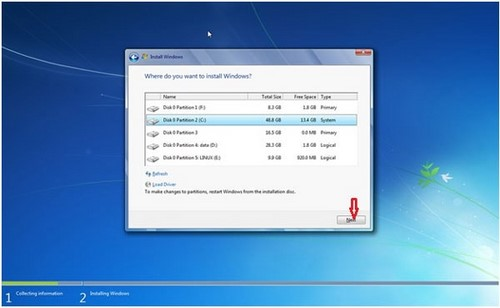 Install Windows
Where do you want to install Windows?
Name Total Size Free Space Type
Disk 0 Partition 1 (F:) 8.3 GB 1.0 GB Primary
Disk 0 Partition 2 (C:) 48.8 GB 13.4 GB System
Disk 0 Partition 3 16.5 GB 0.0 MB Primary
Disk 0 Partition 4: data (D:) 28.3 GB 1.0 GB Logical
Disk 0 Partition 5: LINUX (E:) 9.8 GB 820.0 MB Logical
Refresh
Load Driver
To make changes to partitions, restart Windows from the installation disc.
Next
1 Collecting information 2 Installing Windows